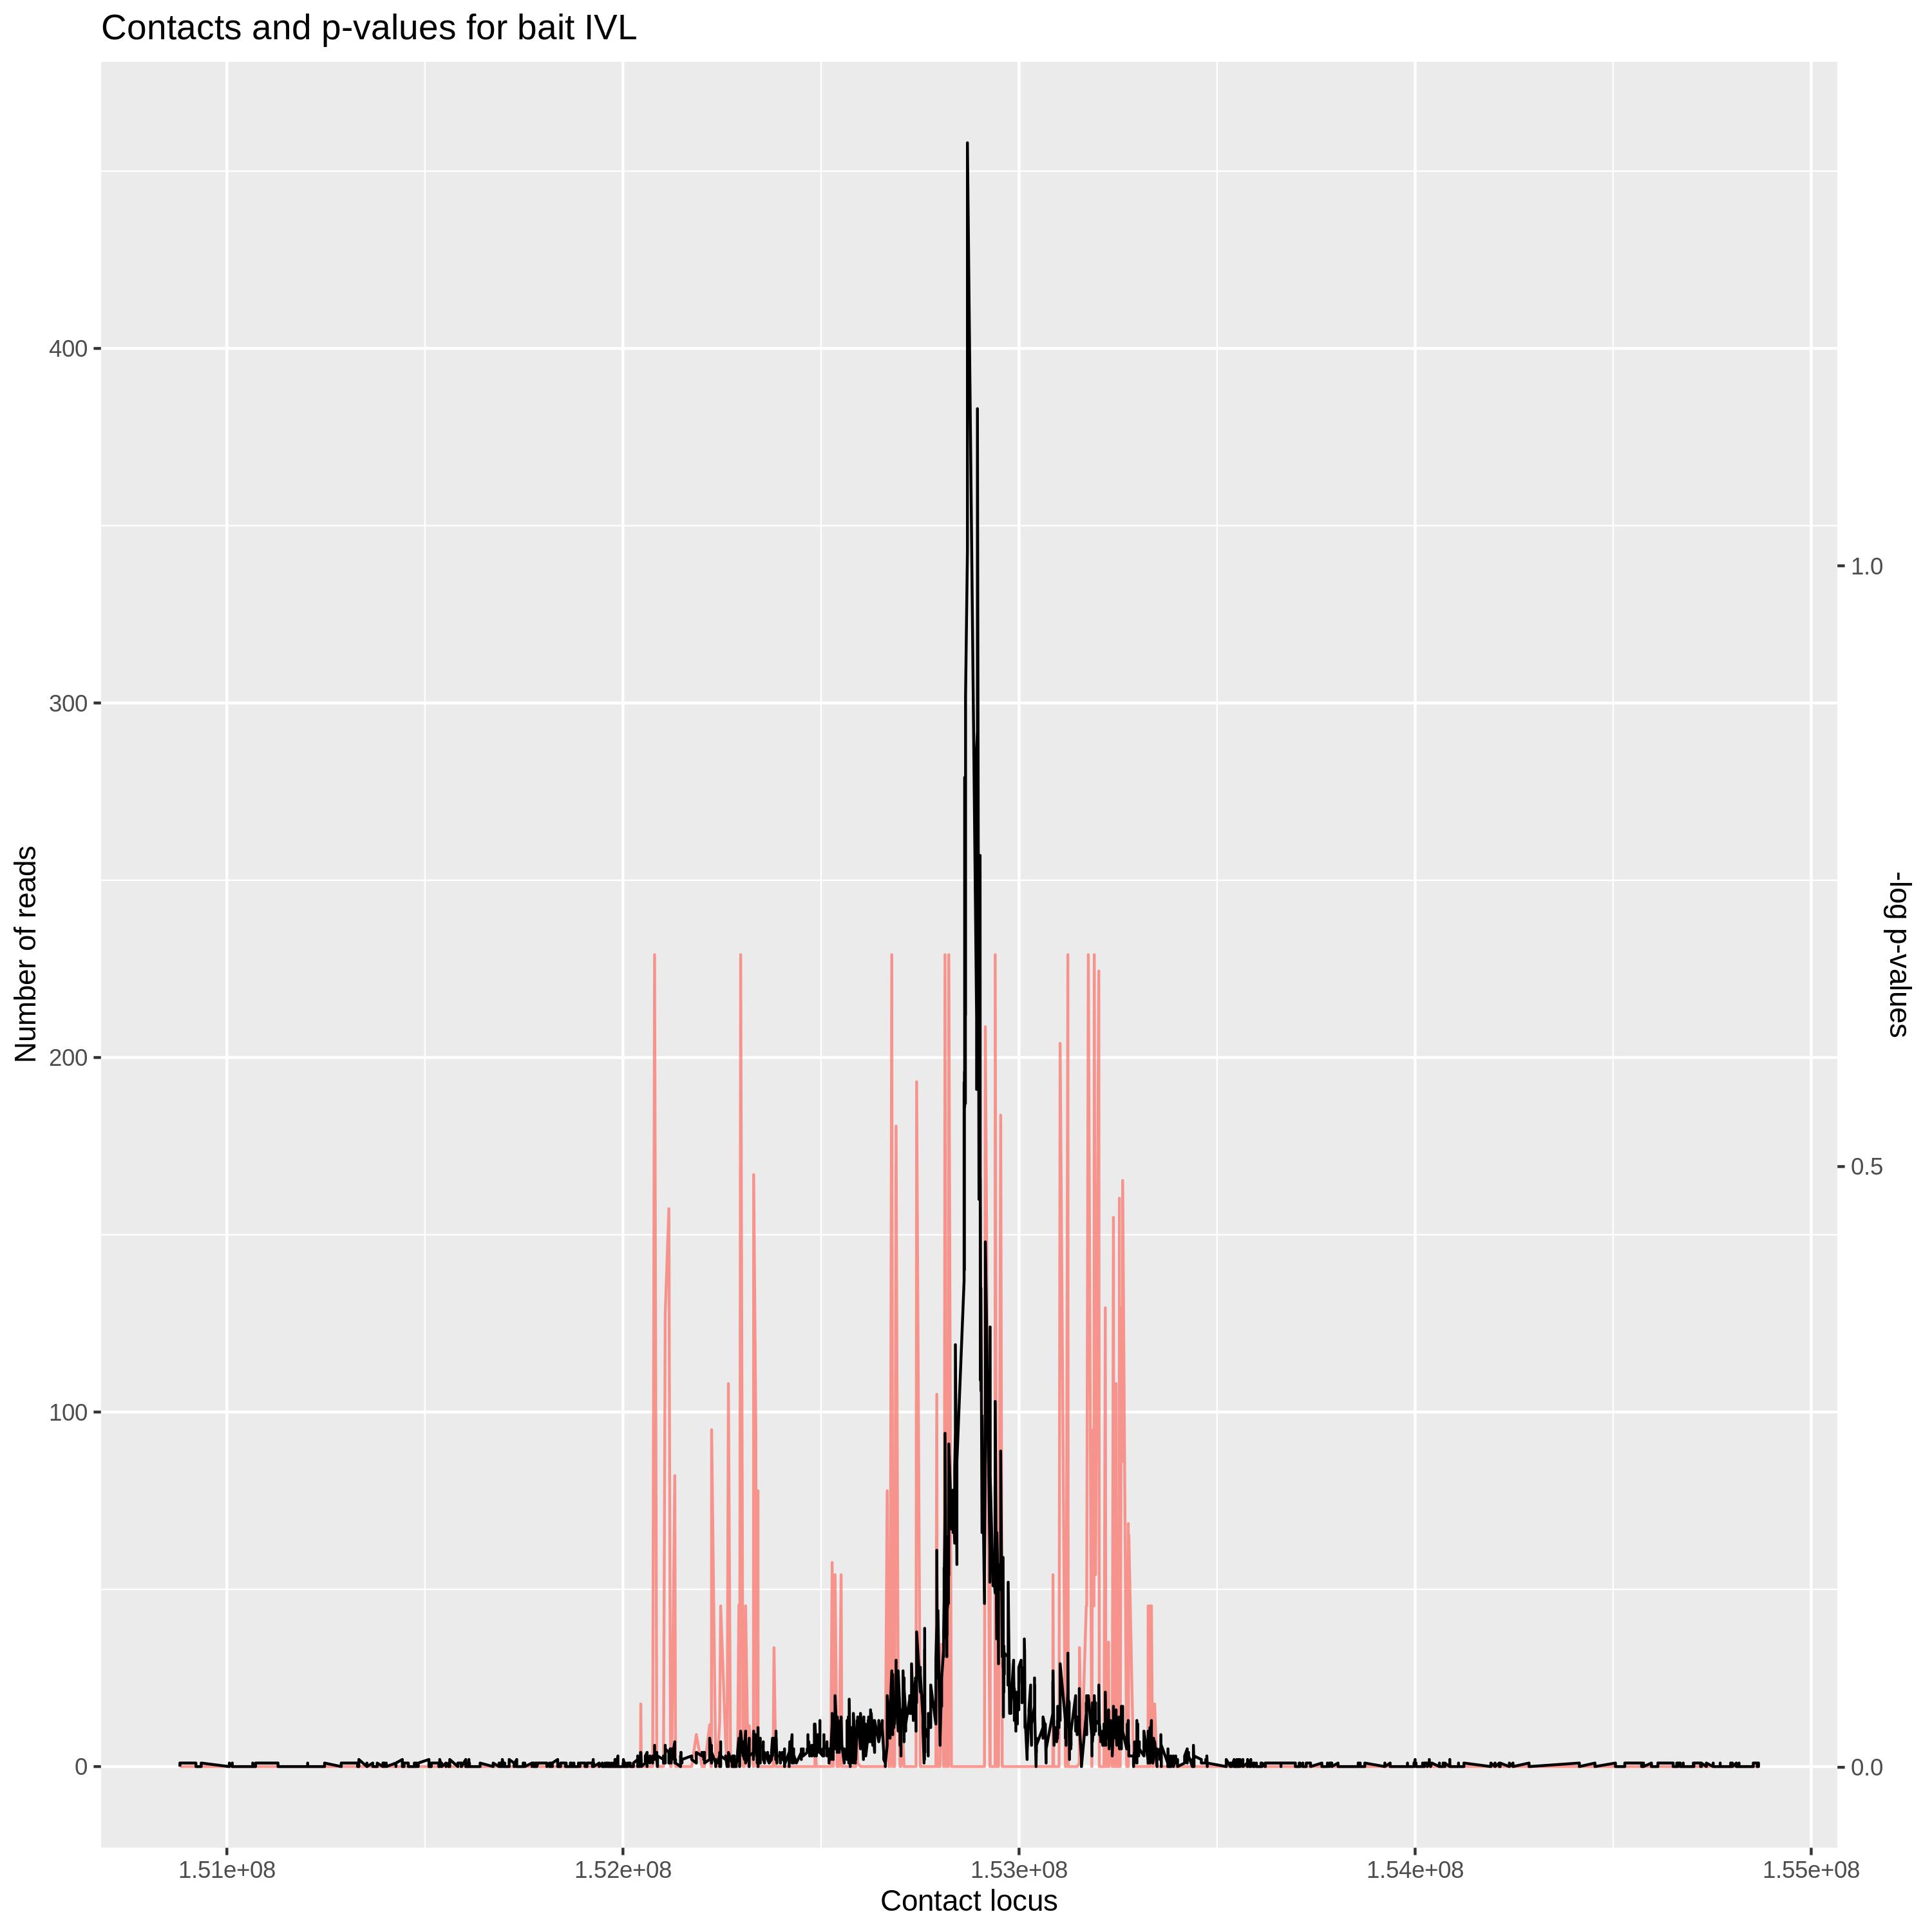 Contacts and p-values for bait IVL
400
300
200
100
0
Number of reads
1.0
0.5
0.0
-log p-values
1.51e+08 1.52e+08 1.53e+08 1.54e+08 1.55e+08
Contact locus